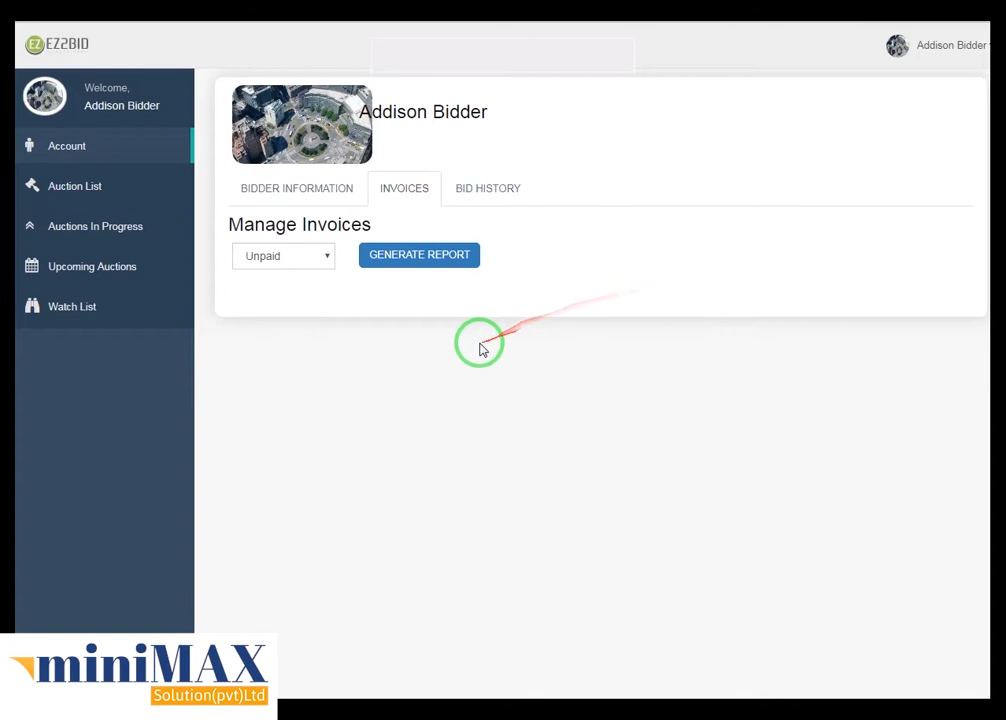 EZ EZ2BID
Addison Bidder
Welcome,
Addison Bidder
Account
Auction List
Auctions In Progress
Upcoming Auctions
Watch List
Addison Bidder
BIDDER INFORMATION
INVOICES
BID HISTORY
Manage Invoices
Unpaid
GENERATE REPORT
miniMAX
Solution(pvt)Ltd